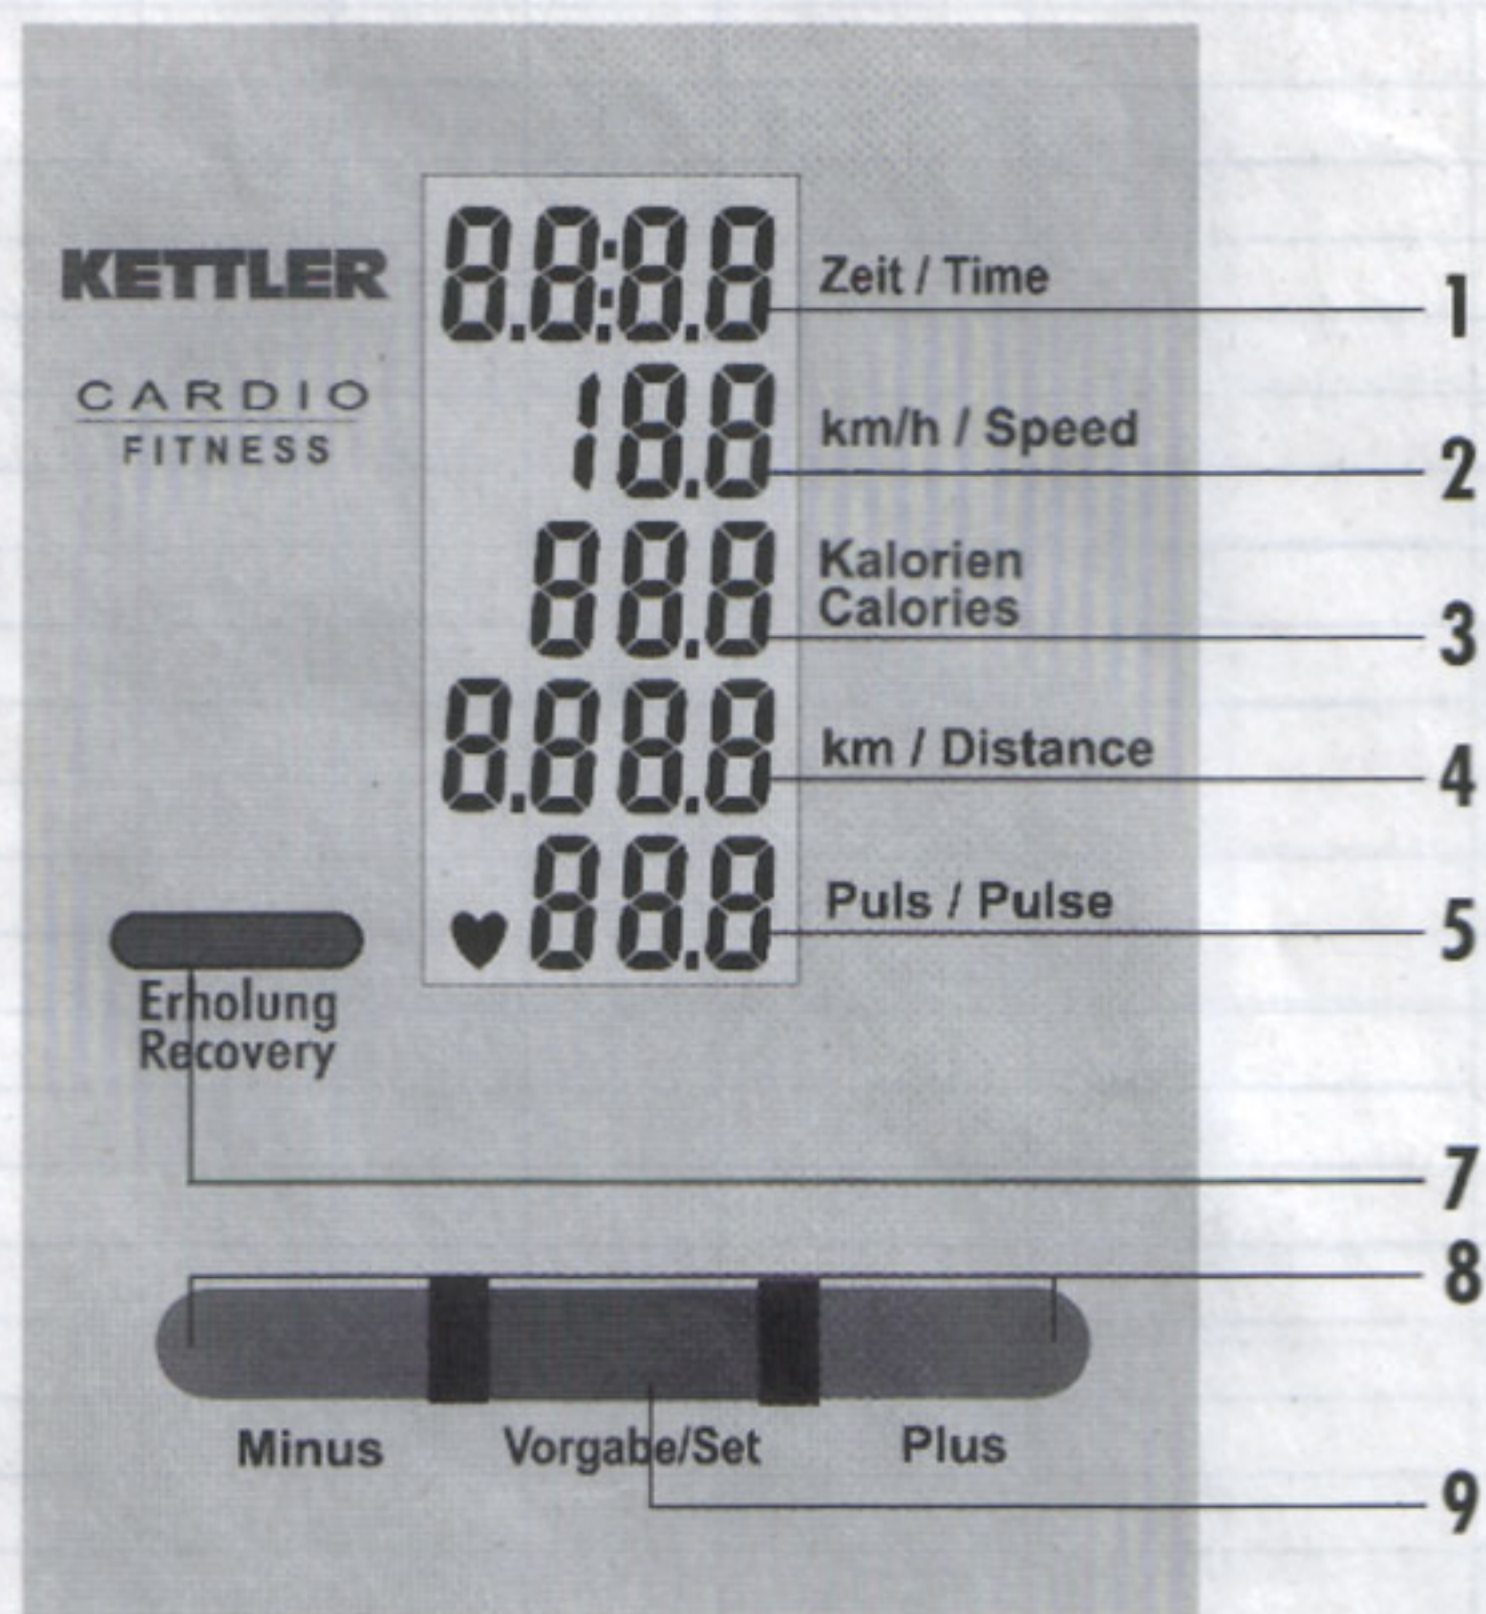 KETTLER
CARDIO
FITNESS
8.8:8.8
Zeit / Time
1
18.8
km/h / Speed
2
88.8
Kalorien
Calories
3
8.88.8
km / Distance
4
♥88.8
Puls / Pulse
5
Erholung
Recovery
7
8
Minus
Vorgabe/Set
Plus
9